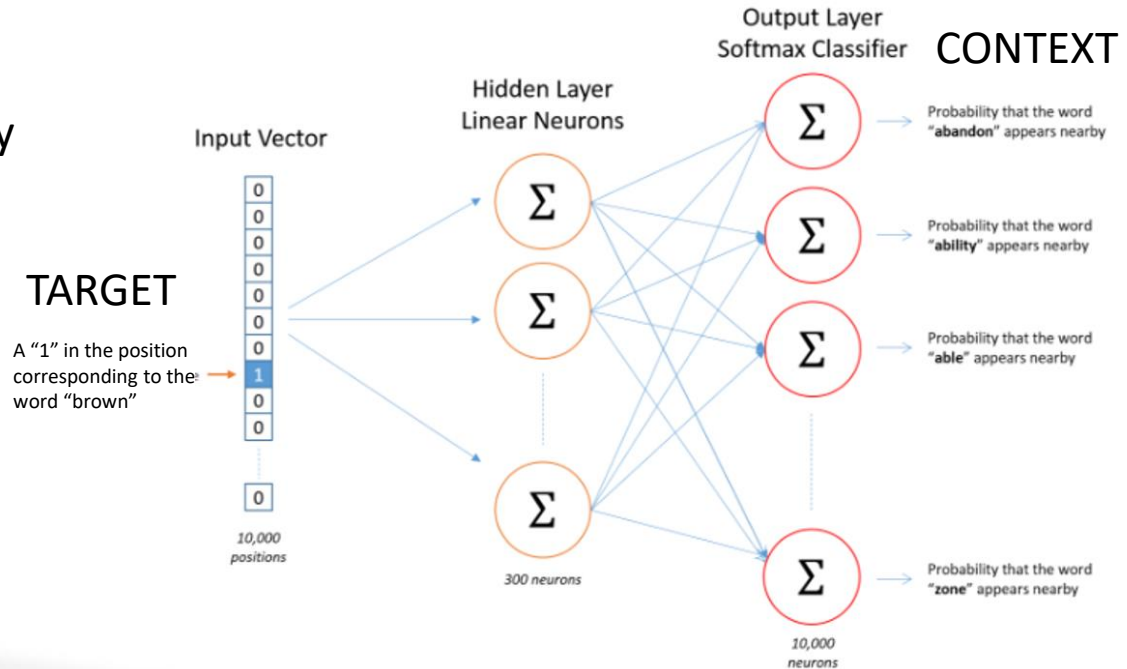 y
Output Layer
Softmax Classifier
CONTEXT
Hidden Layer
Linear Neurons
Input Vector
TARGET
A “1” in the position
corresponding to the
word “brown”
0
0
0
0
0
0
0
1
0
0
0
10,000
positions
Σ
Σ
Σ
300 neurons
Σ
Σ
Σ
Σ
10,000
neurons
Probability that the word
“abandon” appears nearby
Probability that the word
“ability” appears nearby
Probability that the word
“able” appears nearby
Probability that the word
“zone” appears nearby